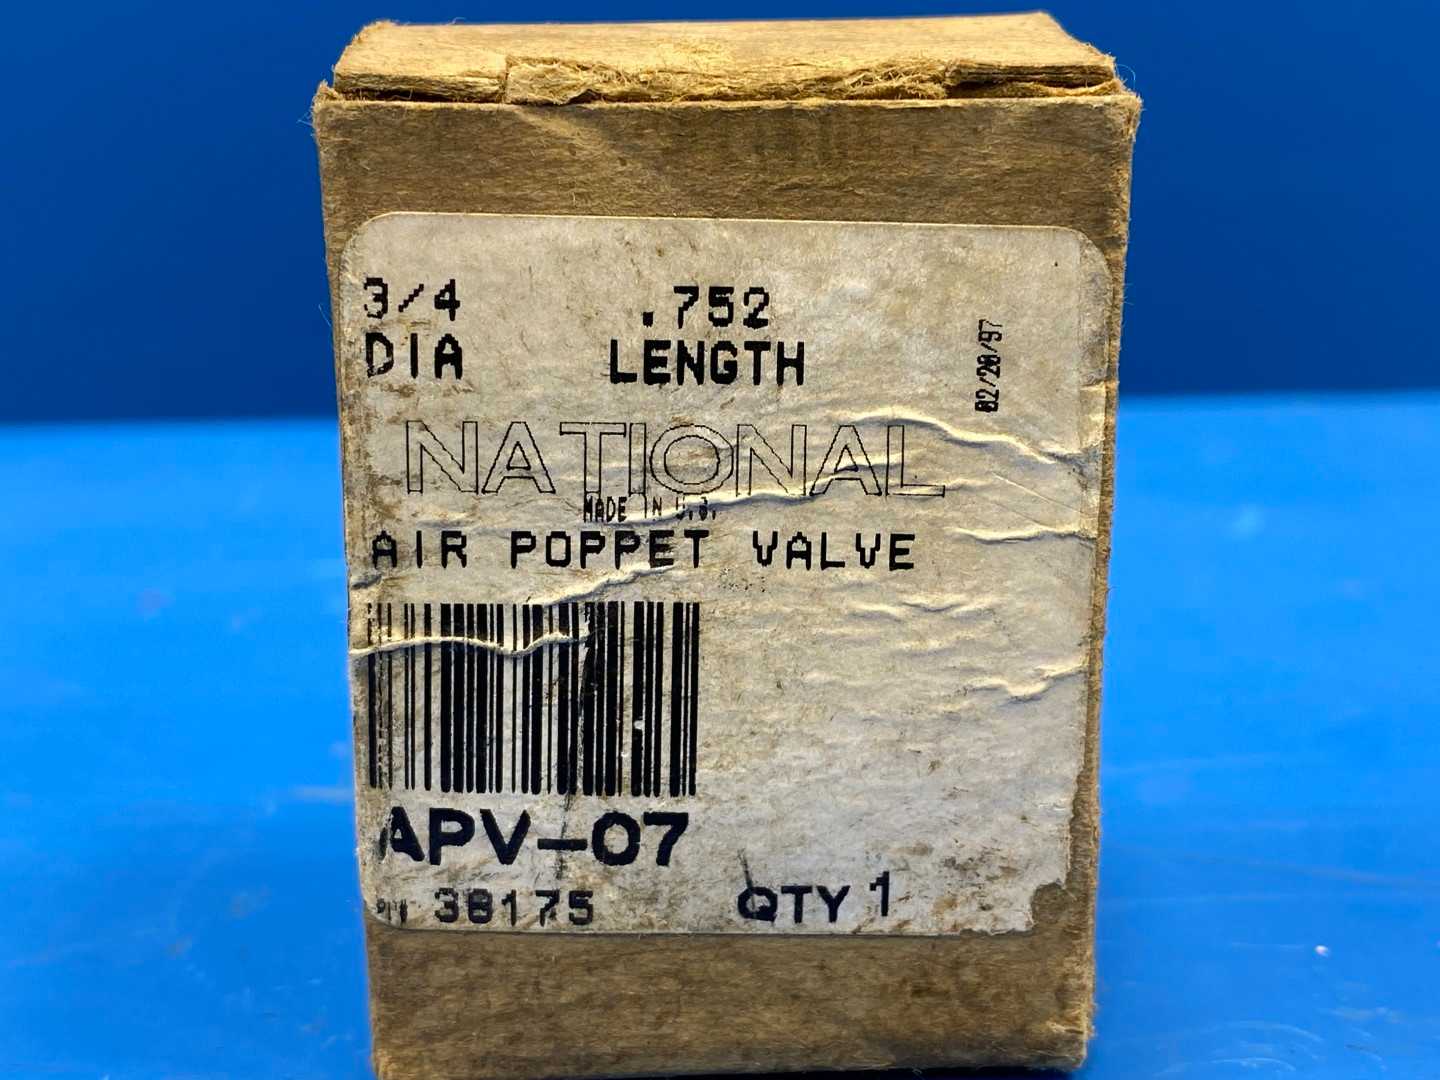 3/4 .752
DIA LENGTH
02/20/97
NATIONAL
MADE IN U.S.
AIR POPPET VALVE
APV-07
38175 QTY 1